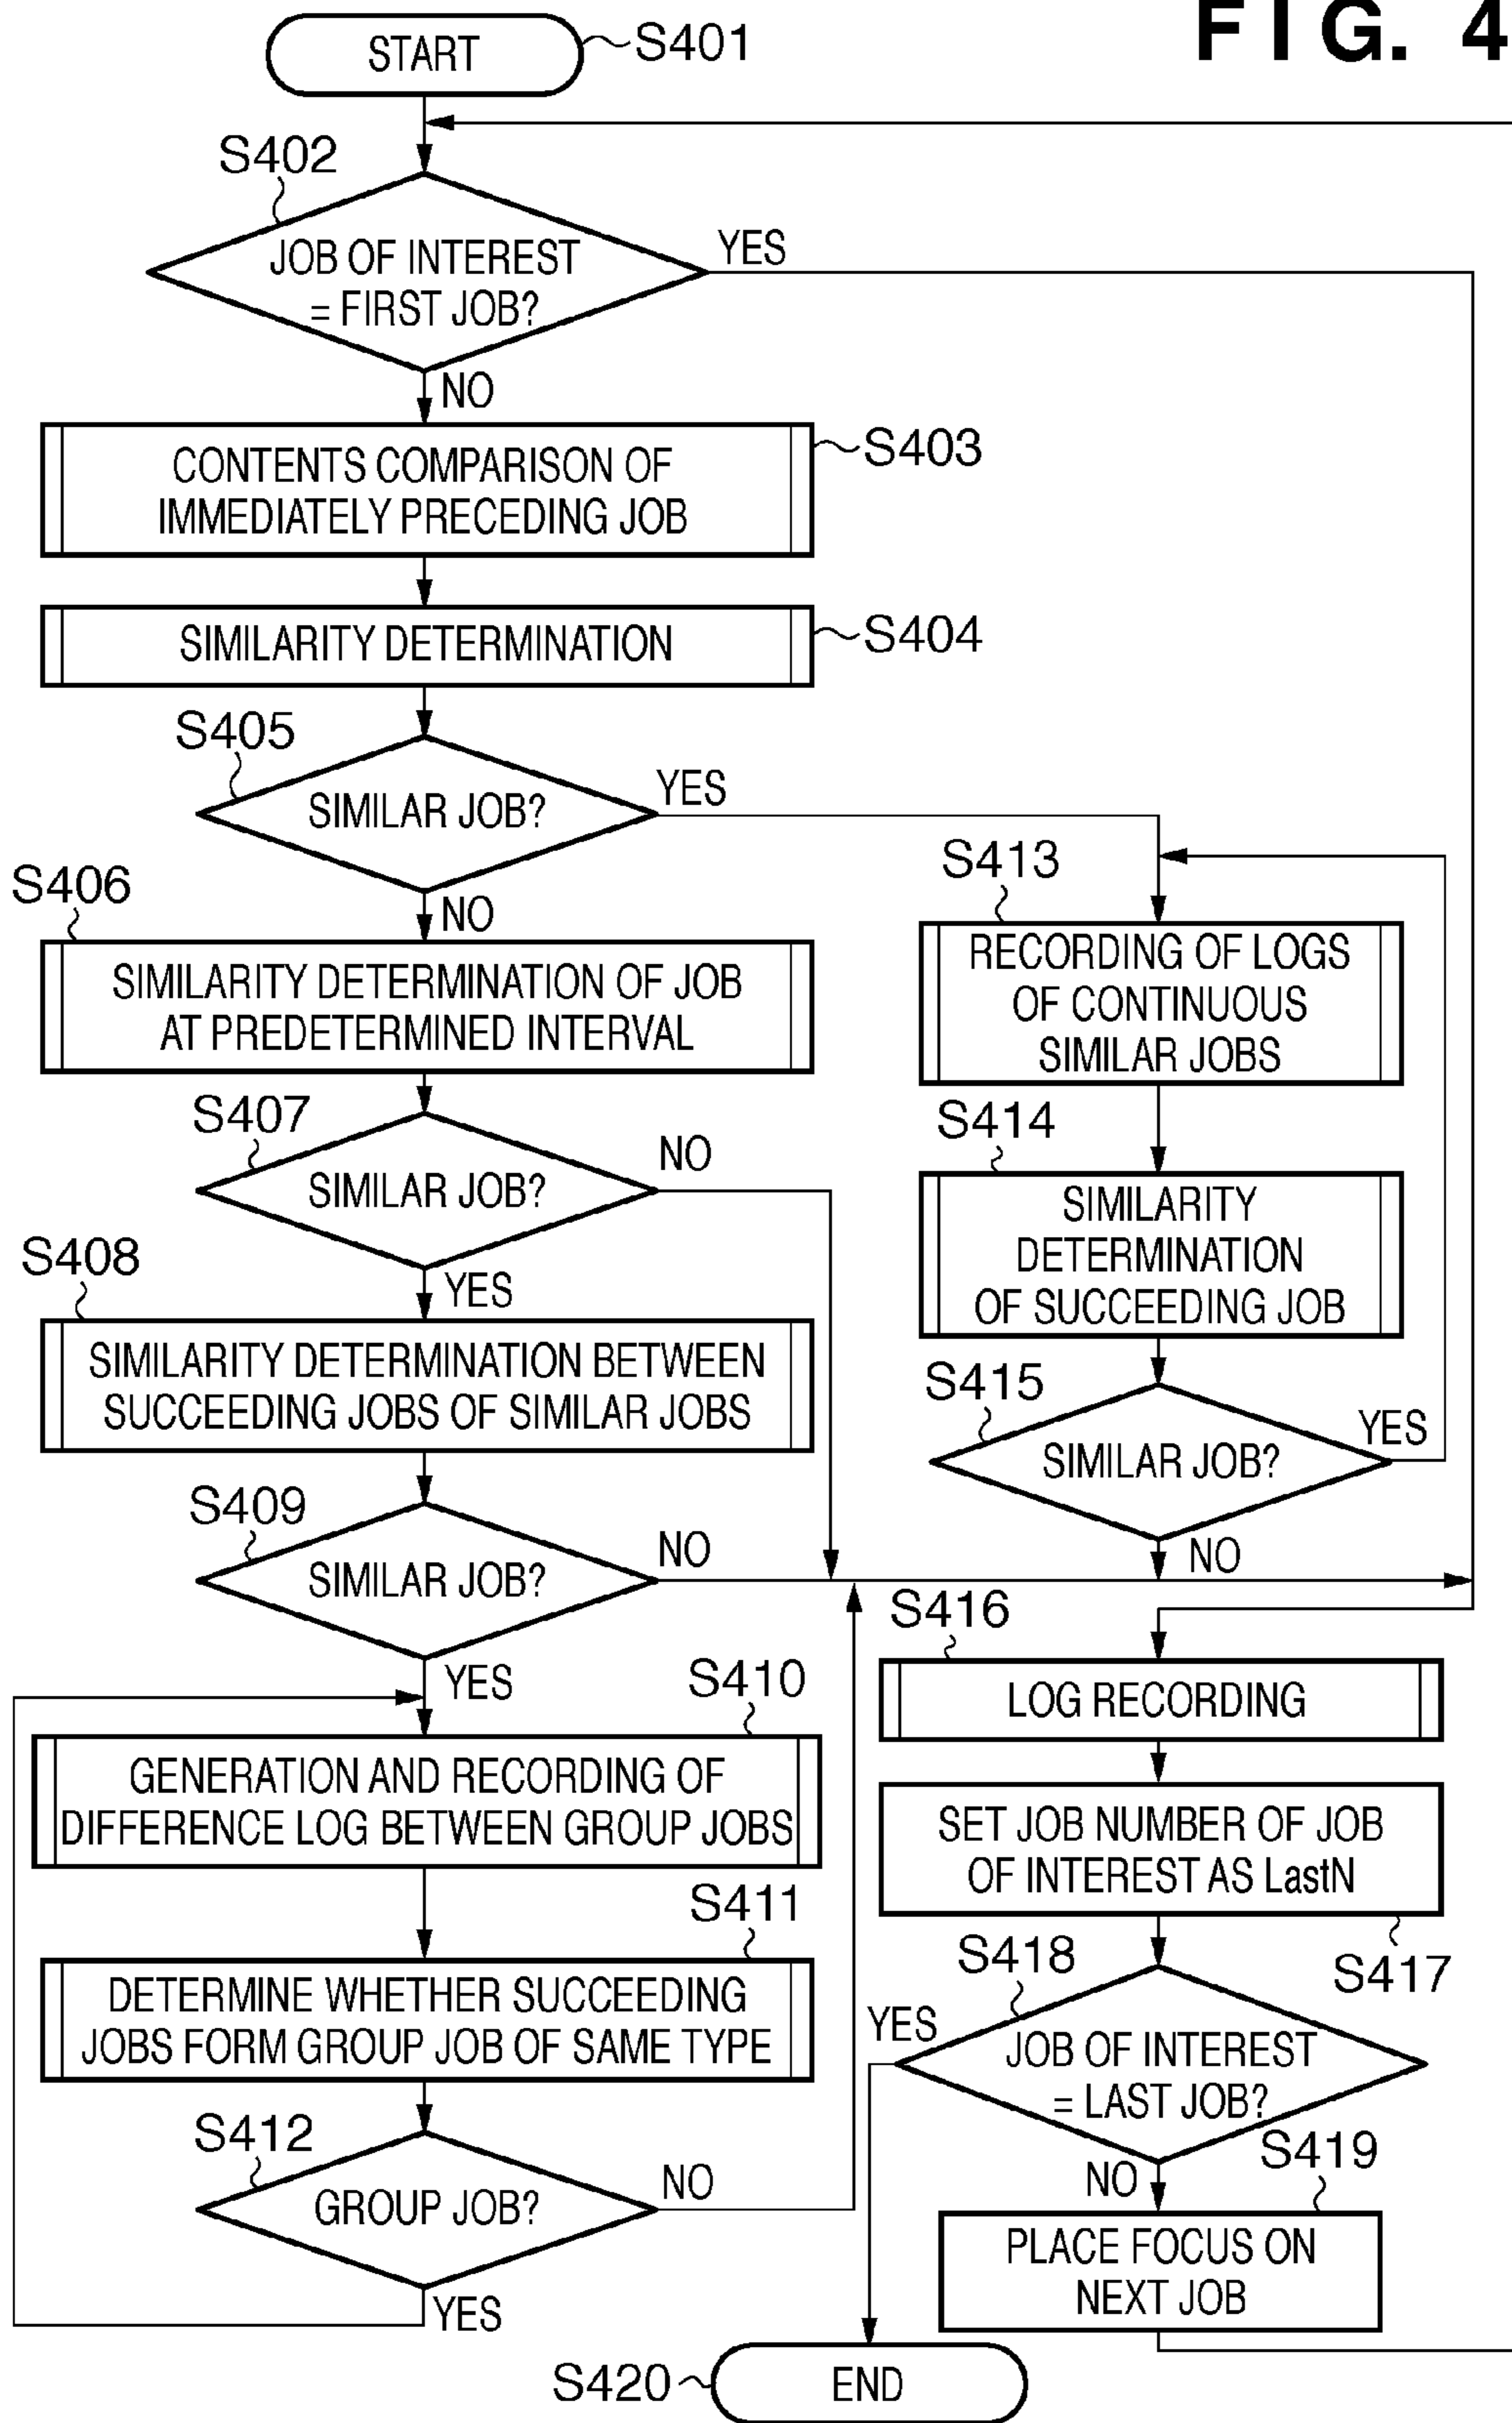 FIG. 4
START
S401
S402
JOB OF INTEREST
= FIRST JOB?
YES
NO
CONTENTS COMPARISON OF
IMMEDIATELY PRECEDING JOB
S403
SIMILARITY DETERMINATION
S404
S405
SIMILAR JOB?
YES
NO
S406
SIMILARITY DETERMINATION OF JOB
AT PREDETERMINED INTERVAL
S407
SIMILAR JOB?
NO
YES
S408
SIMILARITY DETERMINATION BETWEEN
SUCCEEDING JOBS OF SIMILAR JOBS
S409
SIMILAR JOB?
NO
YES
S410
GENERATION AND RECORDING OF
DIFFERENCE LOG BETWEEN GROUP JOBS
S411
DETERMINE WHETHER SUCCEEDING
JOBS FORM GROUP JOB OF SAME TYPE
S412
GROUP JOB?
NO
YES
S413
RECORDING OF LOGS
OF CONTINUOUS
SIMILAR JOBS
S414
SIMILARITY
DETERMINATION
OF SUCCEEDING JOB
S415
SIMILAR JOB?
YES
NO
S416
LOG RECORDING
SET JOB NUMBER OF JOB
OF INTEREST AS LastN
S417
S418
YES
JOB OF INTEREST
= LAST JOB?
NO
S419
PLACE FOCUS ON
NEXT JOB
S420
END